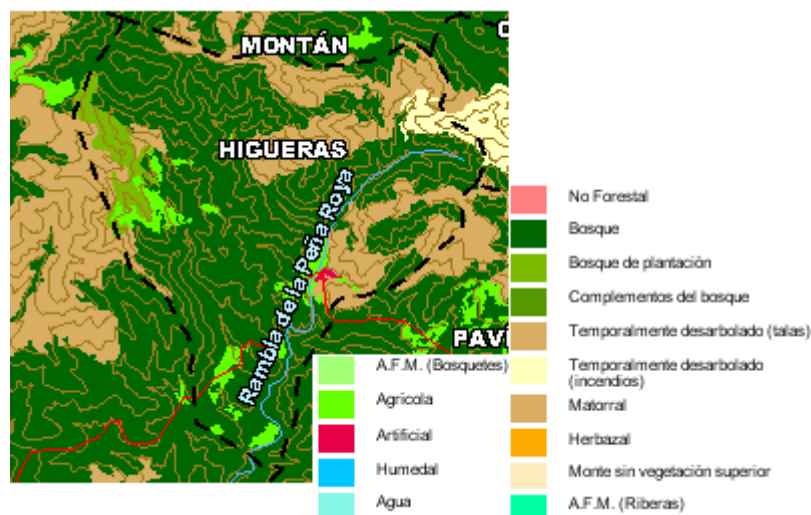 MONTÁN
HIGUERAS
Rambla de la Peña Roya
No Forestal
Bosque
Bosque de plantación
Complementos del bosque
PAVÍ
Temporalmente desarbolado (talas)
A.F.M. (Bosquetes)
Temporalmente desarbolado
(incendios)
Agrícola
Matorral
Artificial
Herbazal
Humedal
Monte sin vegetación superior
Agua
A.F.M. (Riberas)